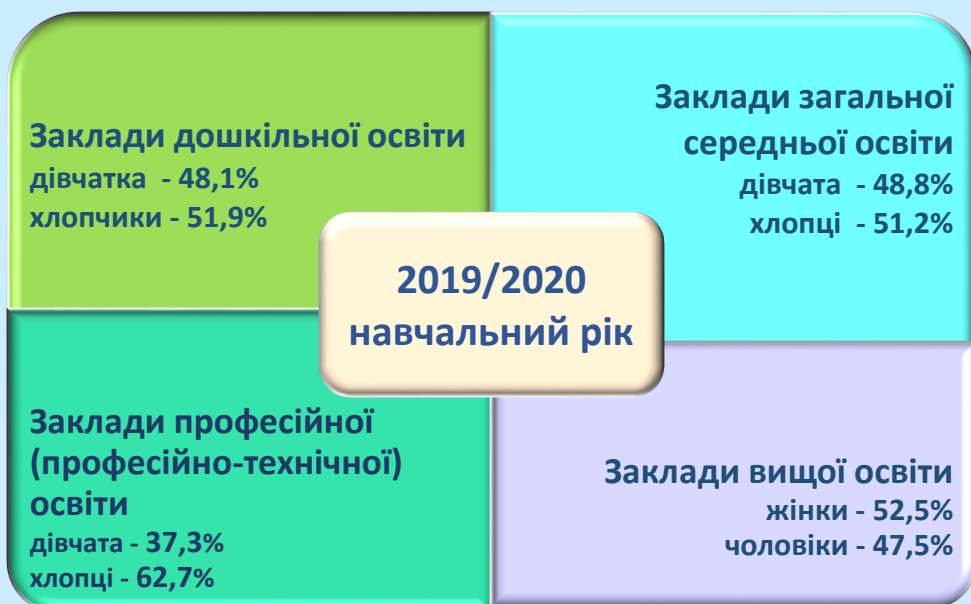 Заклади дошкільної освіти
дівчатка - 48,1%
хлопчики - 51,9%
Заклади загальної
середньої освіти
дівчата - 48,8%
хлопці - 51,2%
2019/2020
навчальний рік
Заклади професійної
(професійно-технічної)
освіти
дівчата - 37,3%
хлопці - 62,7%
Заклади вищої освіти
жінки - 52,5%
чоловіки - 47,5%